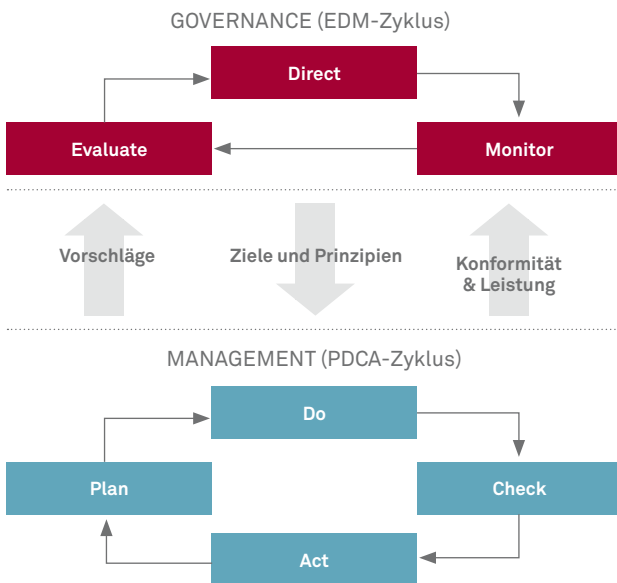 GOVERNANCE (EDM-Zyklus)
Direct
Evaluate
Monitor
Vorschläge
Ziele und Prinzipien
Konformität
& Leistung
MANAGEMENT (PDCA-Zyklus)
Do
Plan
Check
Act